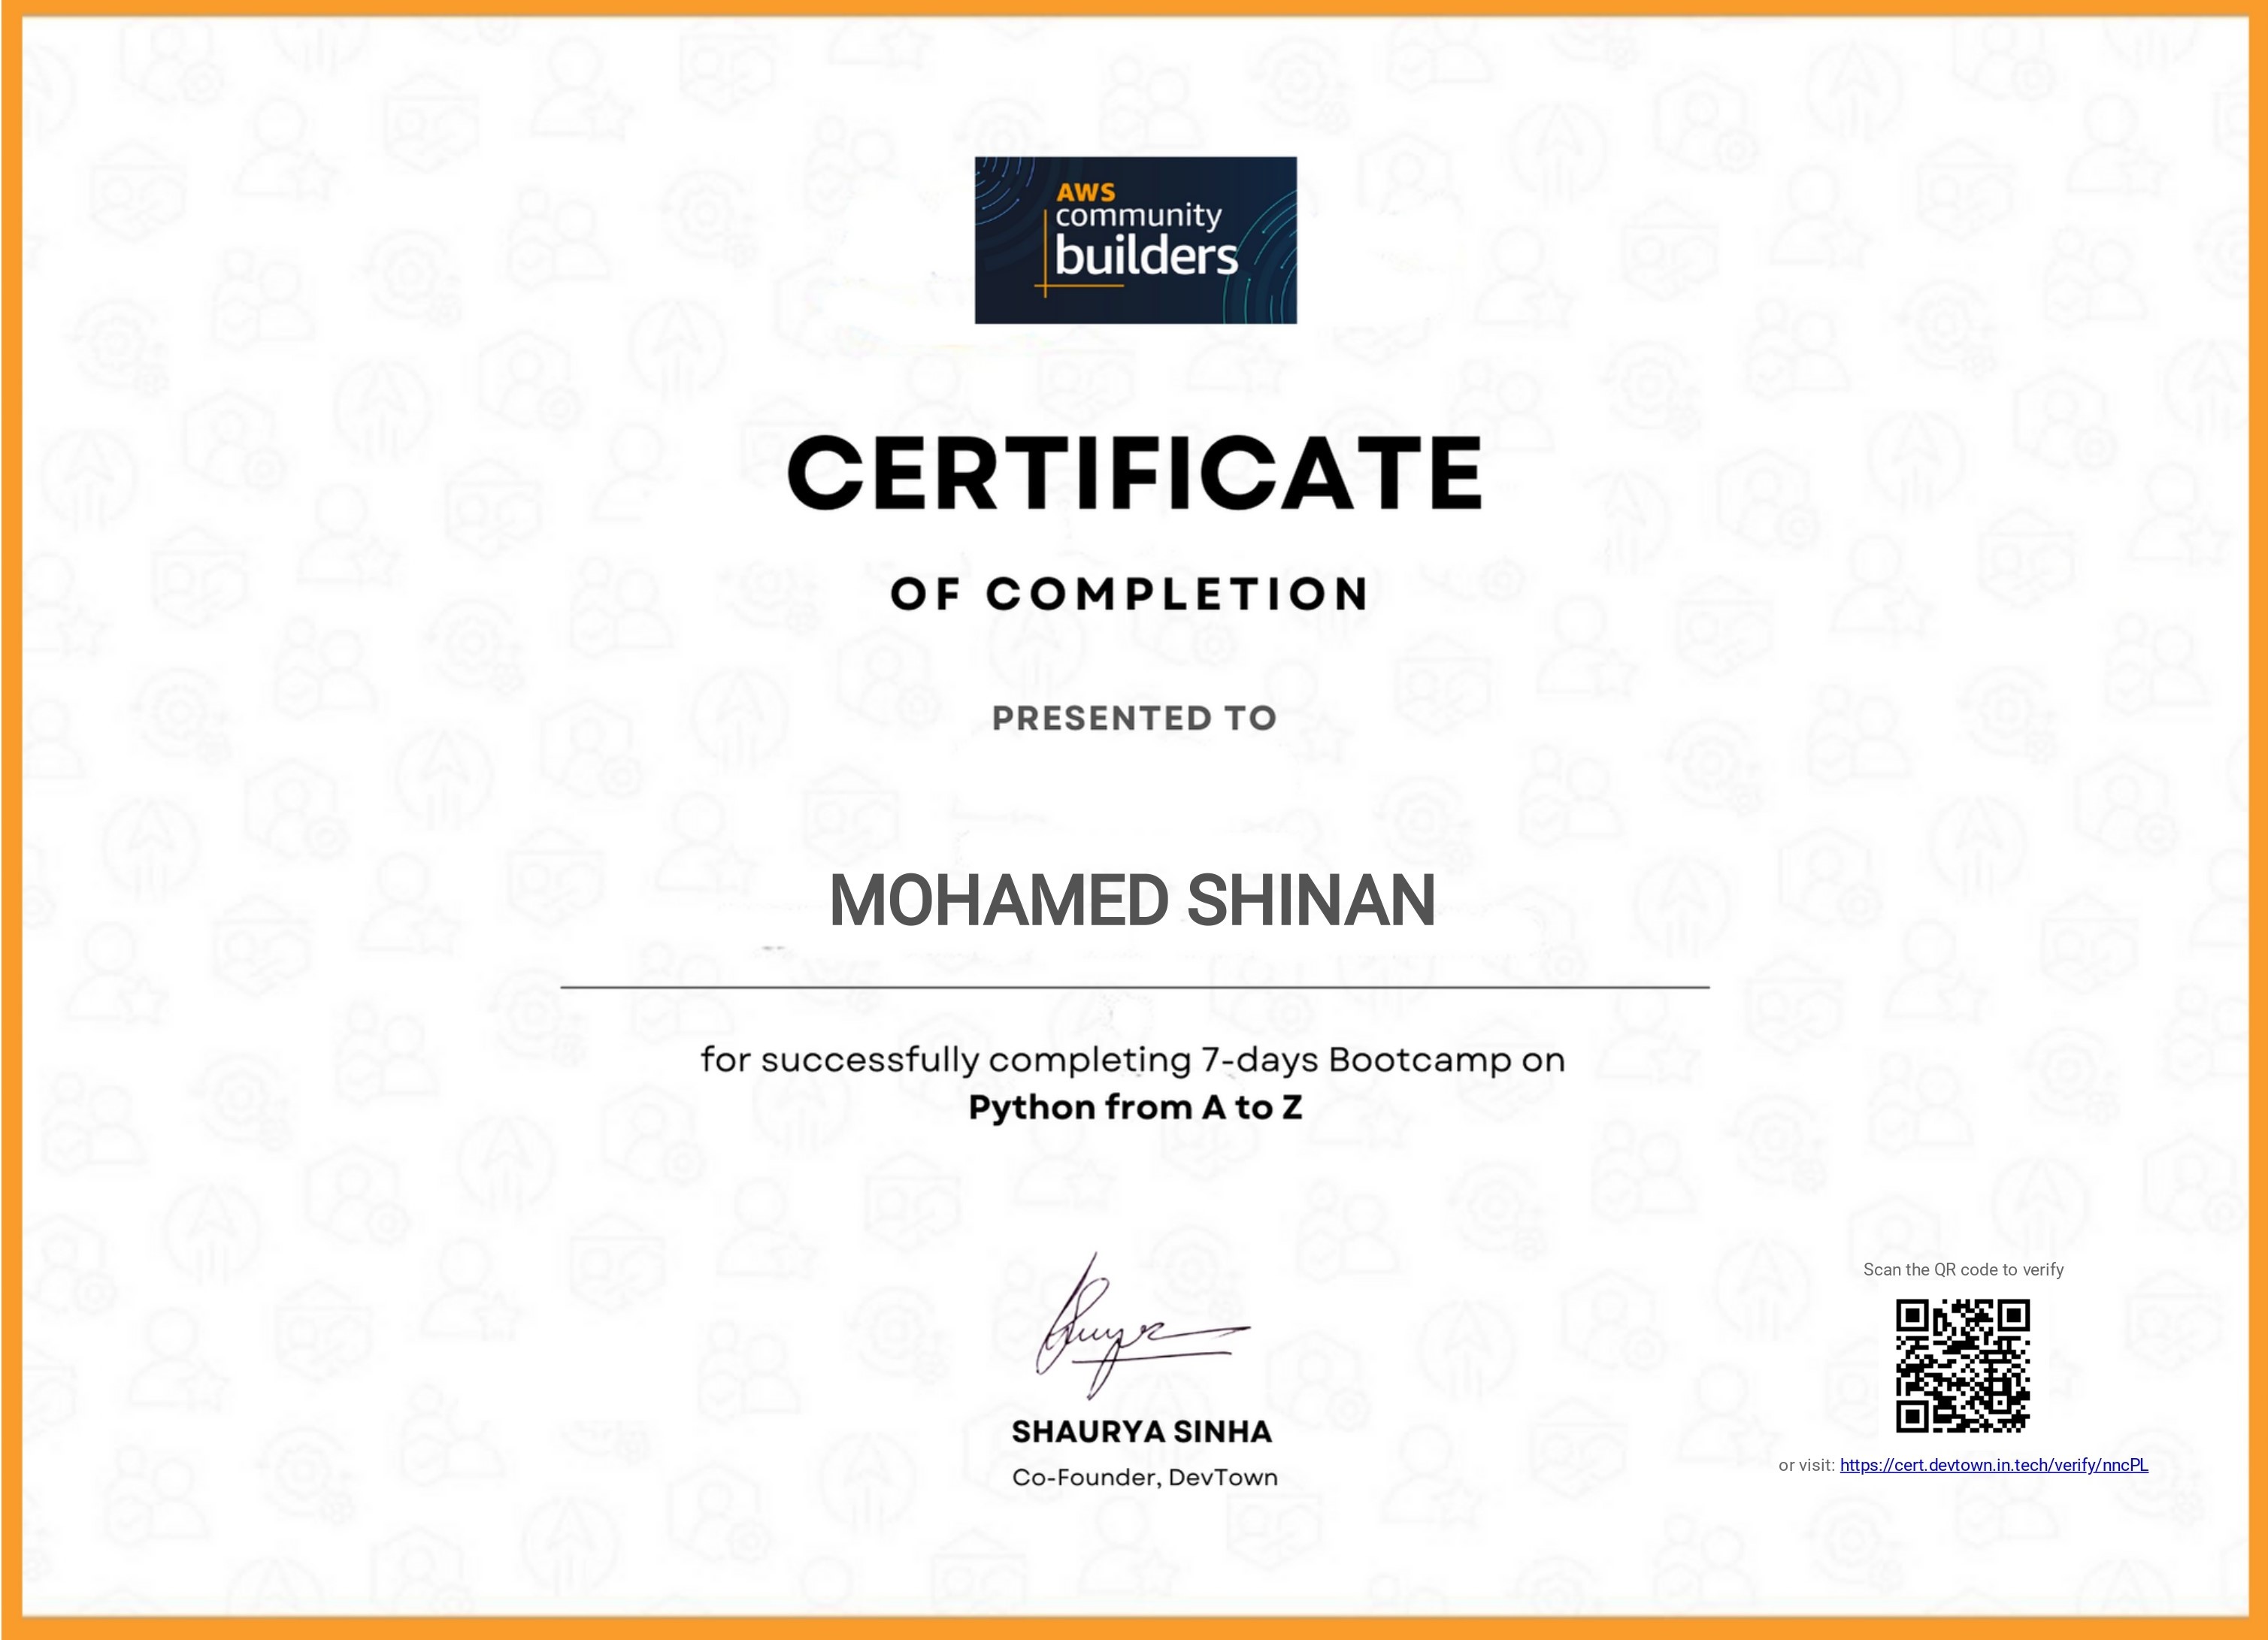 AWS
community
builders
CERTIFICATE
OF COMPLETION
PRESENTED TO
MOHAMED SHINAN
for successfully completing 7-days Bootcamp on
Python from A to Z
SHAURYA SINHA
Co-Founder, DevTown
Scan the QR code to verify
or visit: https://cert.devtown.in.tech/verify/nncPL